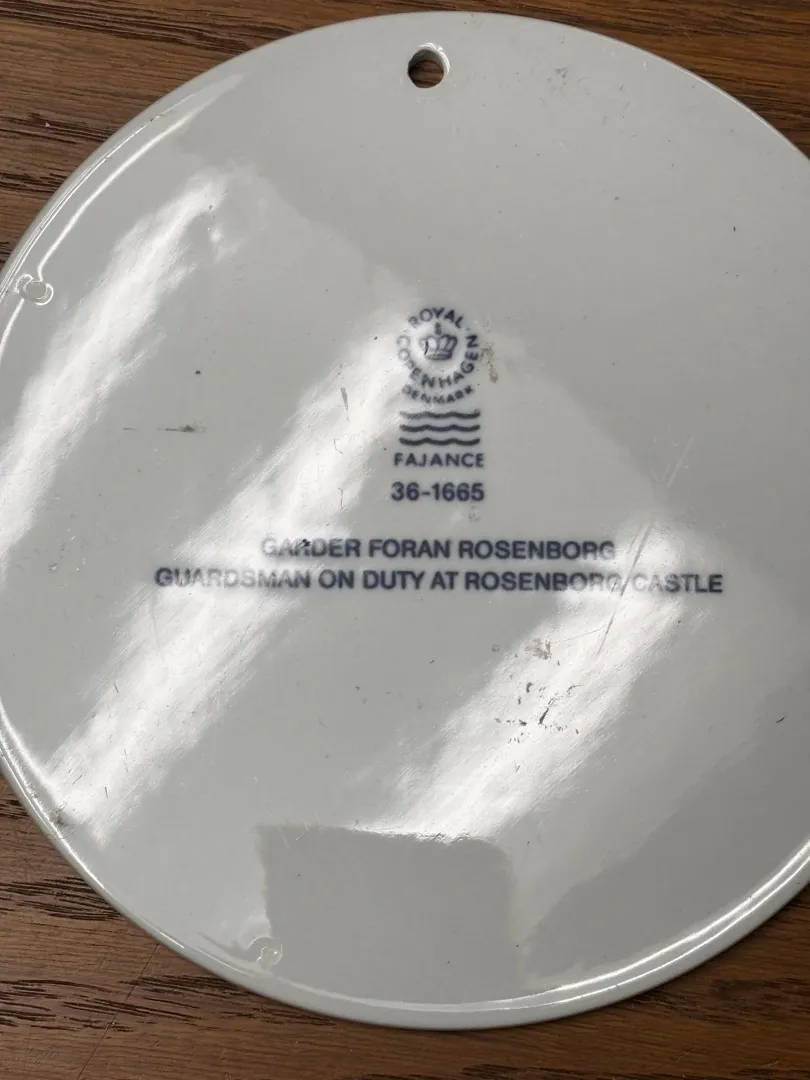 ROYAL COPENHAGEN
DENMARK
FAJANCE
36-1665
GARDER FORAN ROSENBORG
GUARDSMAN ON DUTY AT ROSENBORG CASTLE